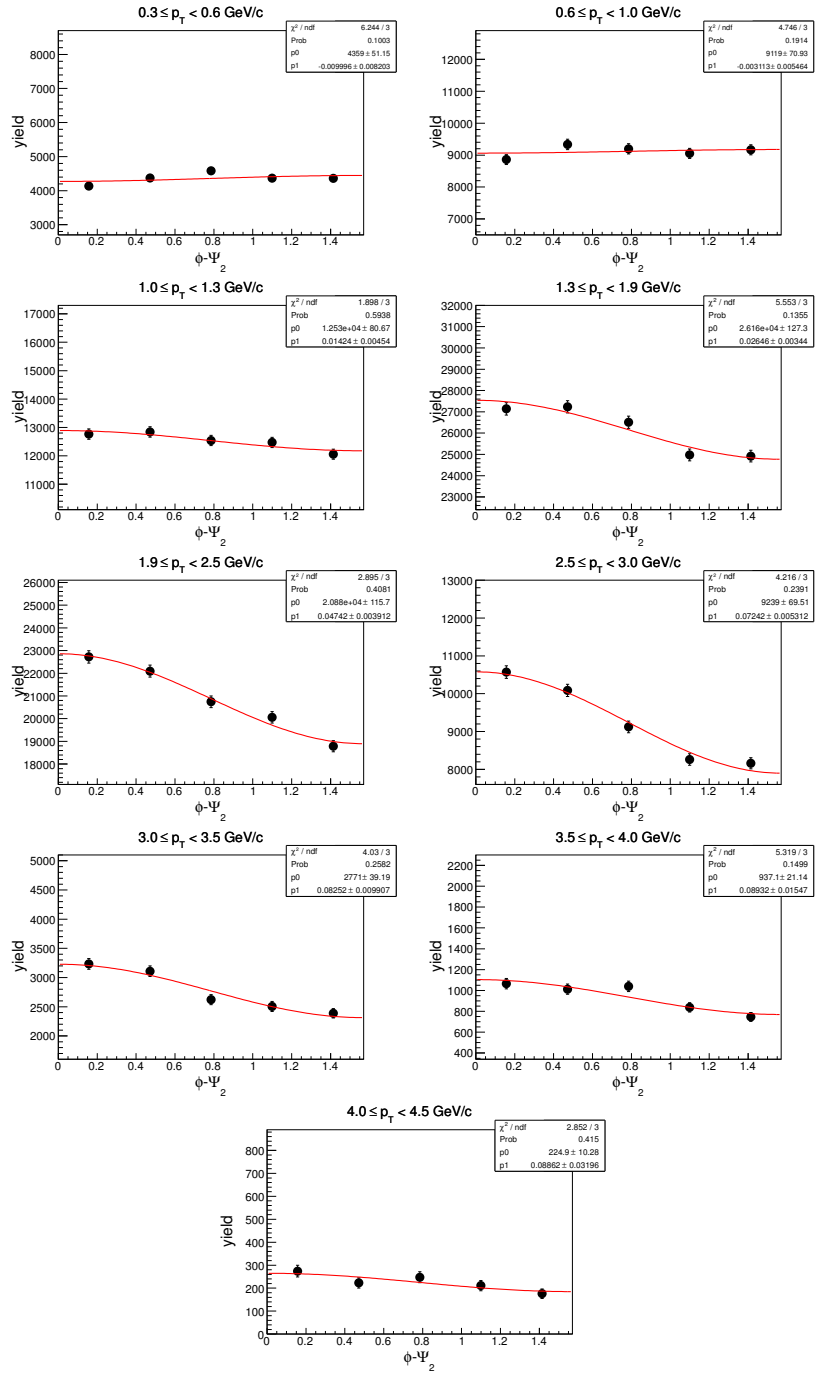 0.3 ≤ p_T < 0.6 GeV/c
χ² / ndf 6.244 / 3
Prob 0.1003
p0 4359 ± 51.15
p1 -0.009996 ± 0.008203
yield
8000
7000
6000
5000
4000
3000
0 0.2 0.4 0.6 0.8 1 1.2 1.4
ϕ-Ψ_2
0.6 ≤ p_T < 1.0 GeV/c
χ² / ndf 4.746 / 3
Prob 0.1914
p0 9119 ± 70.93
p1 -0.003113 ± 0.005464
yield
12000
11000
10000
9000
8000
7000
0 0.2 0.4 0.6 0.8 1 1.2 1.4
ϕ-Ψ_2
1.0 ≤ p_T < 1.3 GeV/c
χ² / ndf 1.898 / 3
Prob 0.5938
p0 1.253e+04 ± 80.67
p1 0.01424 ± 0.00454
yield
17000
16000
15000
14000
13000
12000
11000
0 0.2 0.4 0.6 0.8 1 1.2 1.4
ϕ-Ψ_2
1.3 ≤ p_T < 1.9 GeV/c
χ² / ndf 5.553 / 3
Prob 0.1355
p0 2.616e+04 ± 127.3
p1 0.02646 ± 0.00344
yield
32000
31000
30000
29000
28000
27000
26000
25000
24000
23000
0 0.2 0.4 0.6 0.8 1 1.2 1.4
ϕ-Ψ_2
1.9 ≤ p_T < 2.5 GeV/c
χ² / ndf 2.895 / 3
Prob 0.4081
p0 2.088e+04 ± 115.7
p1 0.04742 ± 0.003912
yield
26000
25000
24000
23000
22000
21000
20000
19000
18000
0 0.2 0.4 0.6 0.8 1 1.2 1.4
ϕ-Ψ_2
2.5 ≤ p_T < 3.0 GeV/c
χ² / ndf 4.216 / 3
Prob 0.2391
p0 9239 ± 69.51
p1 0.07242 ± 0.005312
yield
13000
12000
11000
10000
9000
8000
0 0.2 0.4 0.6 0.8 1 1.2 1.4
ϕ-Ψ_2
3.0 ≤ p_T < 3.5 GeV/c
χ² / ndf 4.03 / 3
Prob 0.2582
p0 2771 ± 39.19
p1 0.08252 ± 0.009907
yield
5000
4500
4000
3500
3000
2500
2000
0 0.2 0.4 0.6 0.8 1 1.2 1.4
ϕ-Ψ_2
3.5 ≤ p_T < 4.0 GeV/c
χ² / ndf 5.319 / 3
Prob 0.1499
p0 937.1 ± 21.14
p1 0.08932 ± 0.01547
yield
2200
2000
1800
1600
1400
1200
1000
800
600
400
0 0.2 0.4 0.6 0.8 1 1.2 1.4
ϕ-Ψ_2
4.0 ≤ p_T < 4.5 GeV/c
χ² / ndf 2.852 / 3
Prob 0.415
p0 224.9 ± 10.28
p1 0.08862 ± 0.03196
yield
800
700
600
500
400
300
200
100
0
0 0.2 0.4 0.6 0.8 1 1.2 1.4
ϕ-Ψ_2